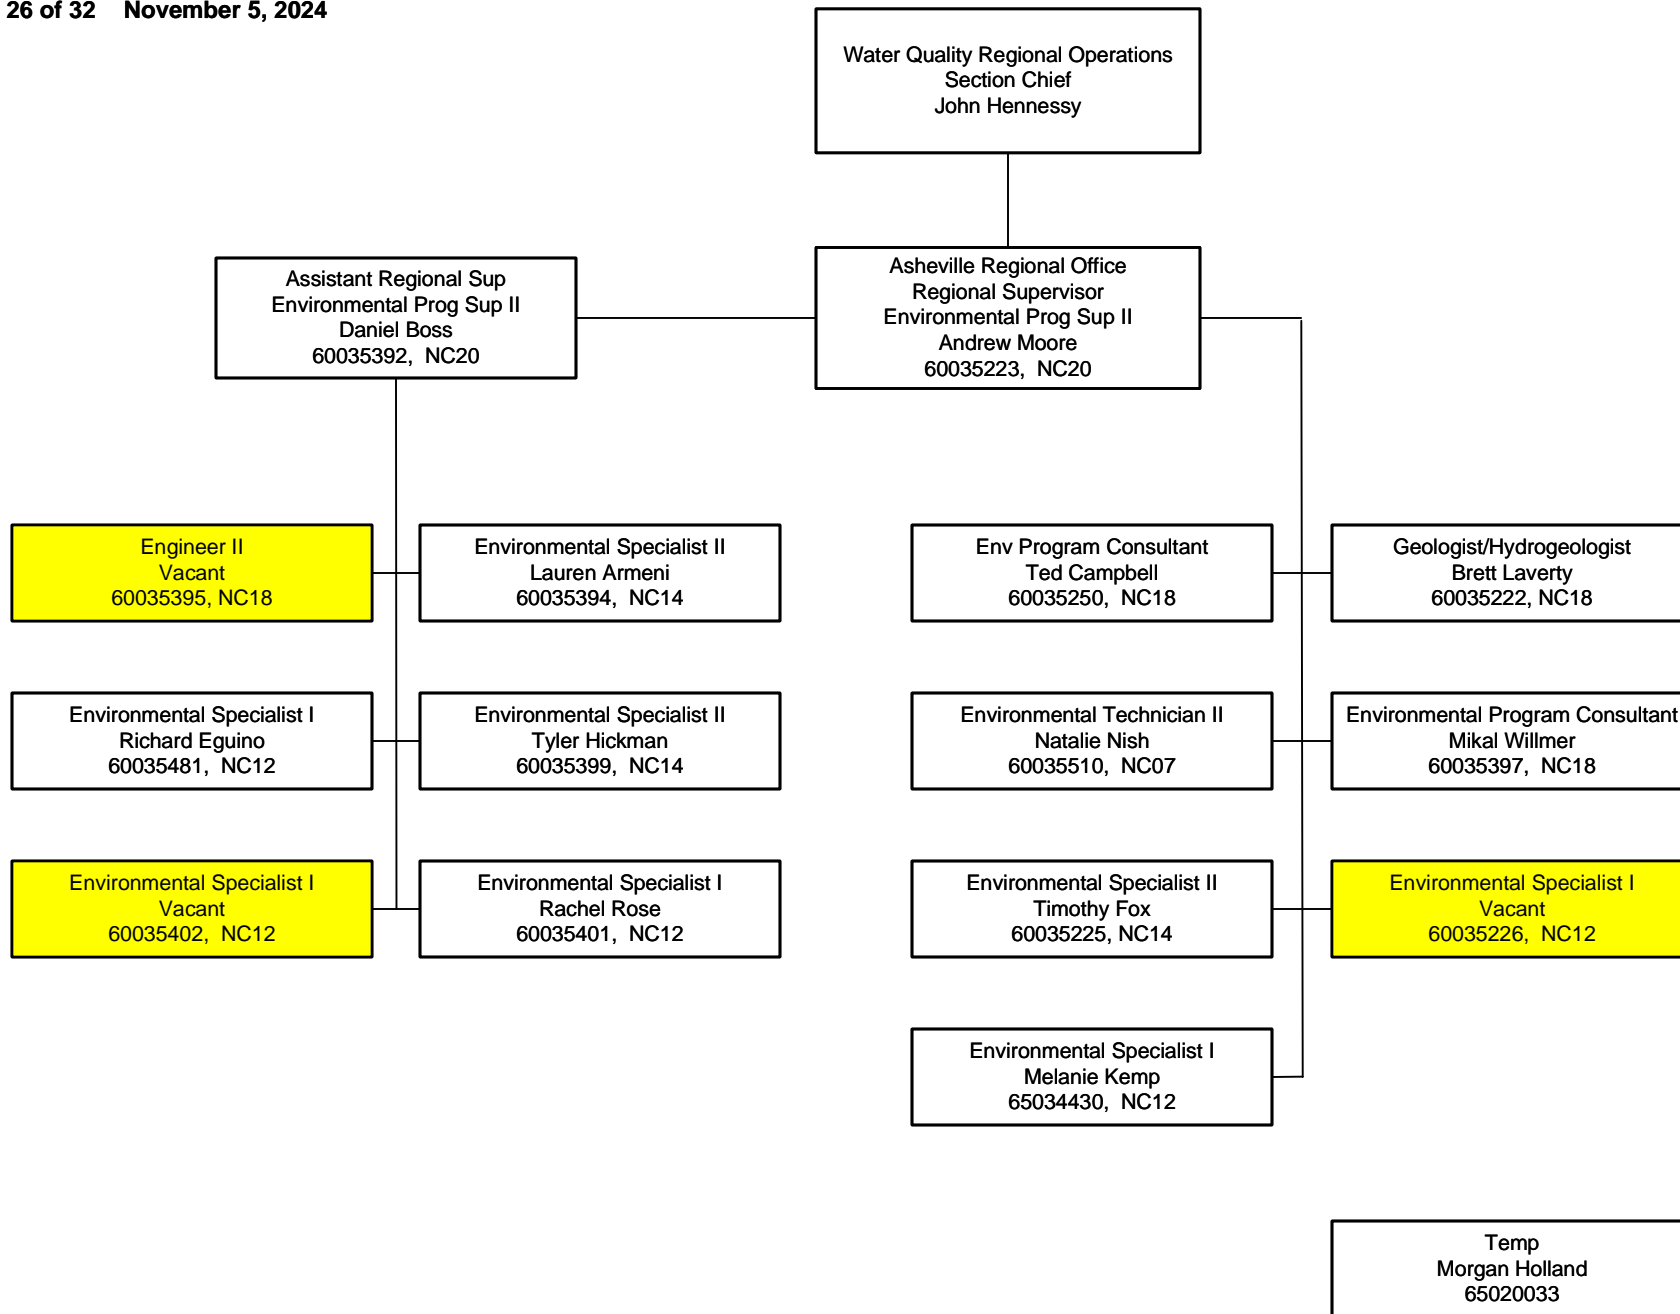 26 of 32 November 5, 2024
Water Quality Regional Operations
Section Chief
John Hennessy
Assistant Regional Sup
Environmental Prog Sup II
Daniel Boss
60035392, NC20
Asheville Regional Office
Regional Supervisor
Environmental Prog Sup II
Andrew Moore
60035223, NC20
Engineer II
Vacant
60035395, NC18
Environmental Specialist II
Lauren Armeni
60035394, NC14
Env Program Consultant
Ted Campbell
60035250, NC18
Geologist/Hydrogeologist
Brett Laverty
60035222, NC18
Environmental Specialist I
Richard Eguino
60035481, NC12
Environmental Specialist II
Tyler Hickman
60035399, NC14
Environmental Technician II
Natalie Nish
60035510, NC07
Environmental Program Consultant
Mikal Willmer
60035397, NC18
Environmental Specialist I
Vacant
60035402, NC12
Environmental Specialist I
Rachel Rose
60035401, NC12
Environmental Specialist II
Timothy Fox
60035225, NC14
Environmental Specialist I
Vacant
60035226, NC12
Environmental Specialist I
Melanie Kemp
65034430, NC12
Temp
Morgan Holland
65020033